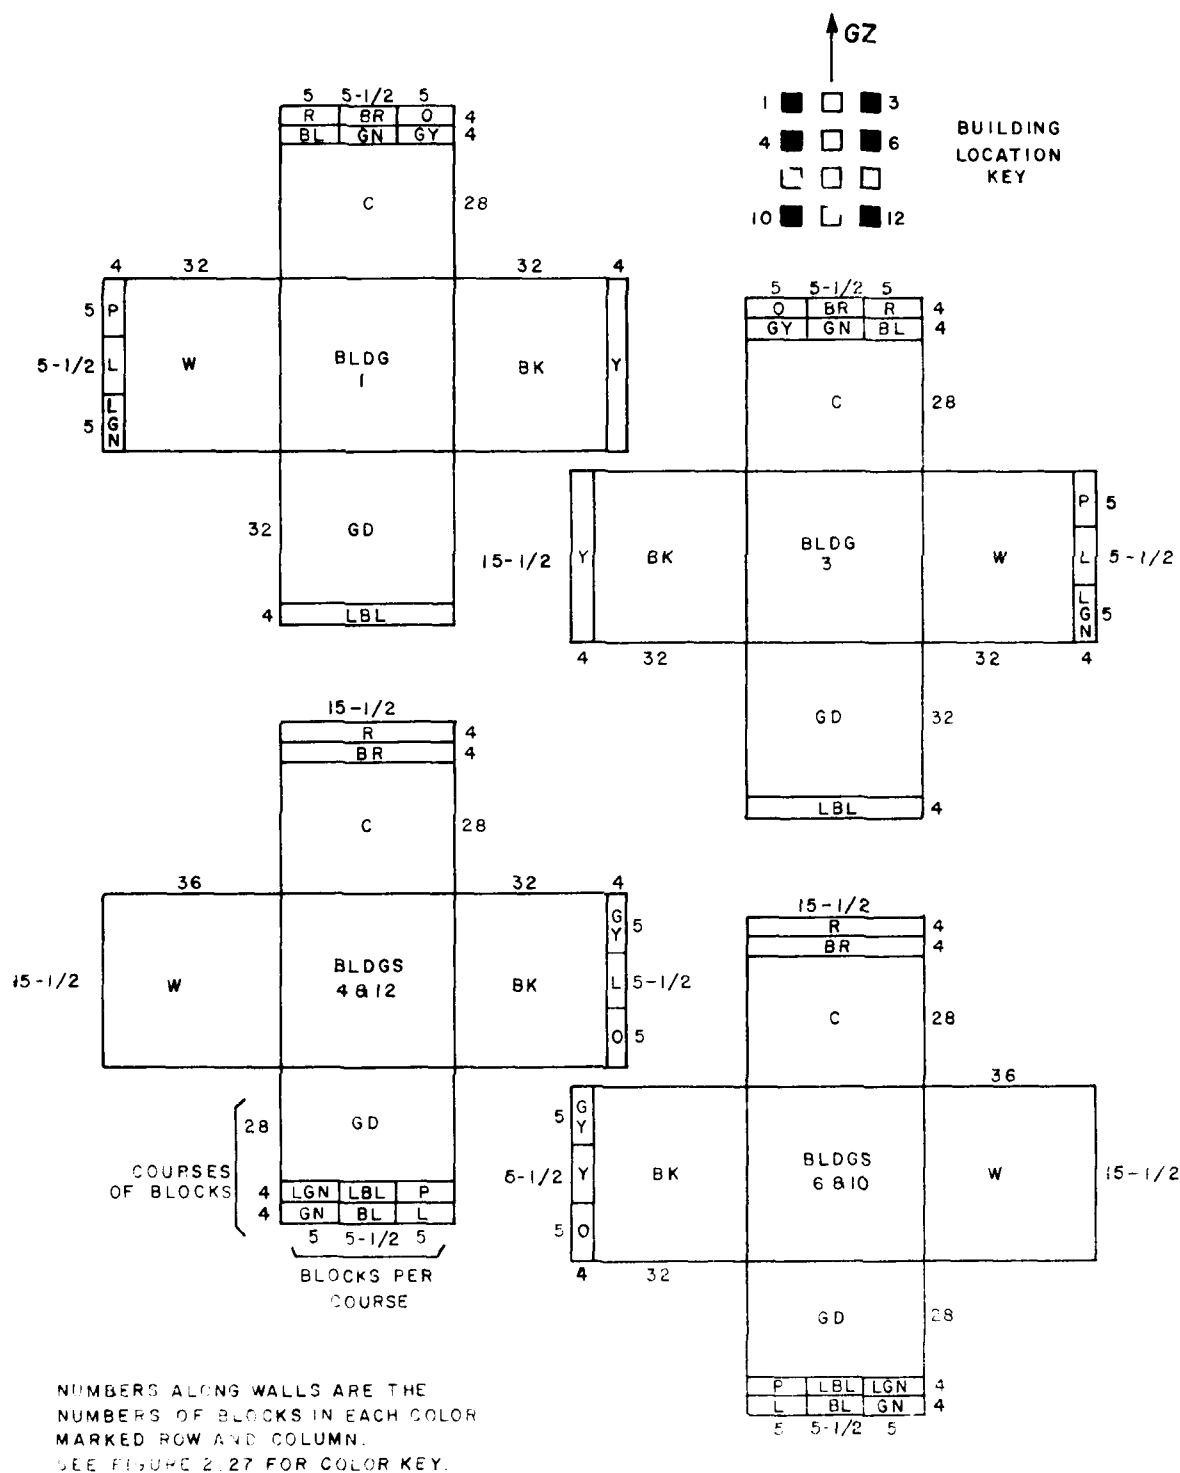 GZ
1 3
4 6
10 12
BUILDING
LOCATION
KEY
5 5-1/2 5
R BR O 4
BL GN GY 4
C 28
4 32 32 4
5 P
5-1/2 L W BLDG 1 BK Y
5 LGN
32 GD
4 LBL
5 5-1/2 5
O BR R 4
GY GN BL 4
C 28
P 5
15-1/2 Y BK BLDG 3 W L 5-1/2
LGN 5
4 32 32 4
GD 32
LBL 4
15-1/2
R 4
BR 4
C 28
36 32 4
GY 5
15-1/2 W BLDGS 4 & 12 BK L 5-1/2
O 5
28 GD
COURSES
OF BLOCKS
4 LGN LBL P
4 GN BL L
5 5-1/2 5
BLOCKS PER
COURSE
15-1/2
R 4
BR 4
C 28
36
5 GY
5-1/2 Y BK BLDGS 6 & 10 W 15-1/2
5 O
4 32
GD 28
P LBL LGN 4
L BL GN 4
5 5-1/2 5
NUMBERS ALONG WALLS ARE THE
NUMBERS OF BLOCKS IN EACH COLOR
MARKED ROW AND COLUMN.
SEE FIGURE 2.27 FOR COLOR KEY.